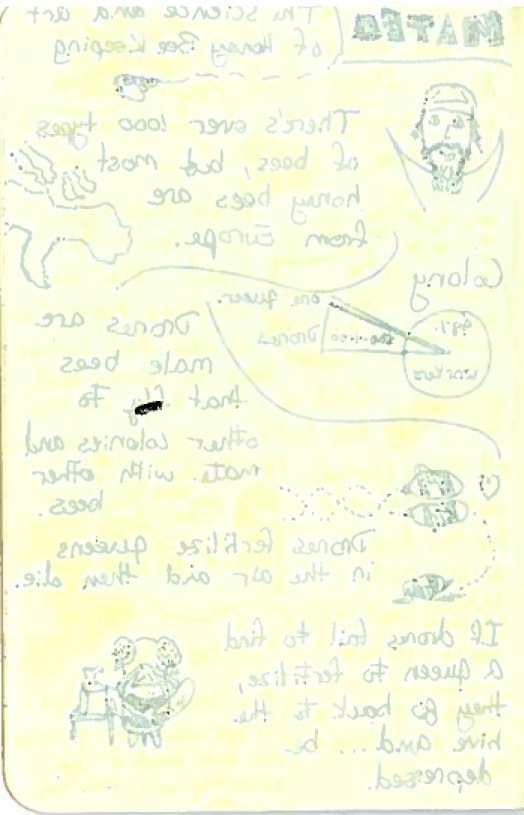 MATEO
The Science and art
of Honey Bee Keeping
There's over 1000 types
of bees, but most
honey bees are
from Europe.
Colony
one queen.
Drones
98%
workers
Drones are
male bees
that fly to
other colonies and
mate with other
bees.
Drones fertilize queens
in the air and then die.
If drones fail to find
a queen to fertilize,
they go back to the
hive and... be
depressed.